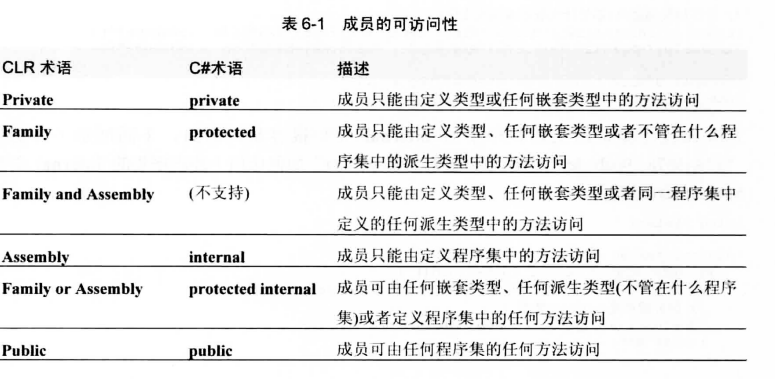 表 6-1 成员的可访问性
CLR 术语 C#术语 描述
Private private 成员只能由定义类型或任何嵌套类型中的方法访问
Family protected 成员只能由定义类型、任何嵌套类型或者不管在什么程
序集中的派生类型中的方法访问
Family and Assembly (不支持) 成员只能由定义类型、任何嵌套类型或者同一程序集中
定义的任何派生类型中的方法访问
Assembly internal 成员只能由定义程序集中的方法访问
Family or Assembly protected internal 成员可由任何嵌套类型、任何派生类型(不管在什么程序
集)或者定义程序集中的任何方法访问
Public public 成员可由任何程序集的任何方法访问